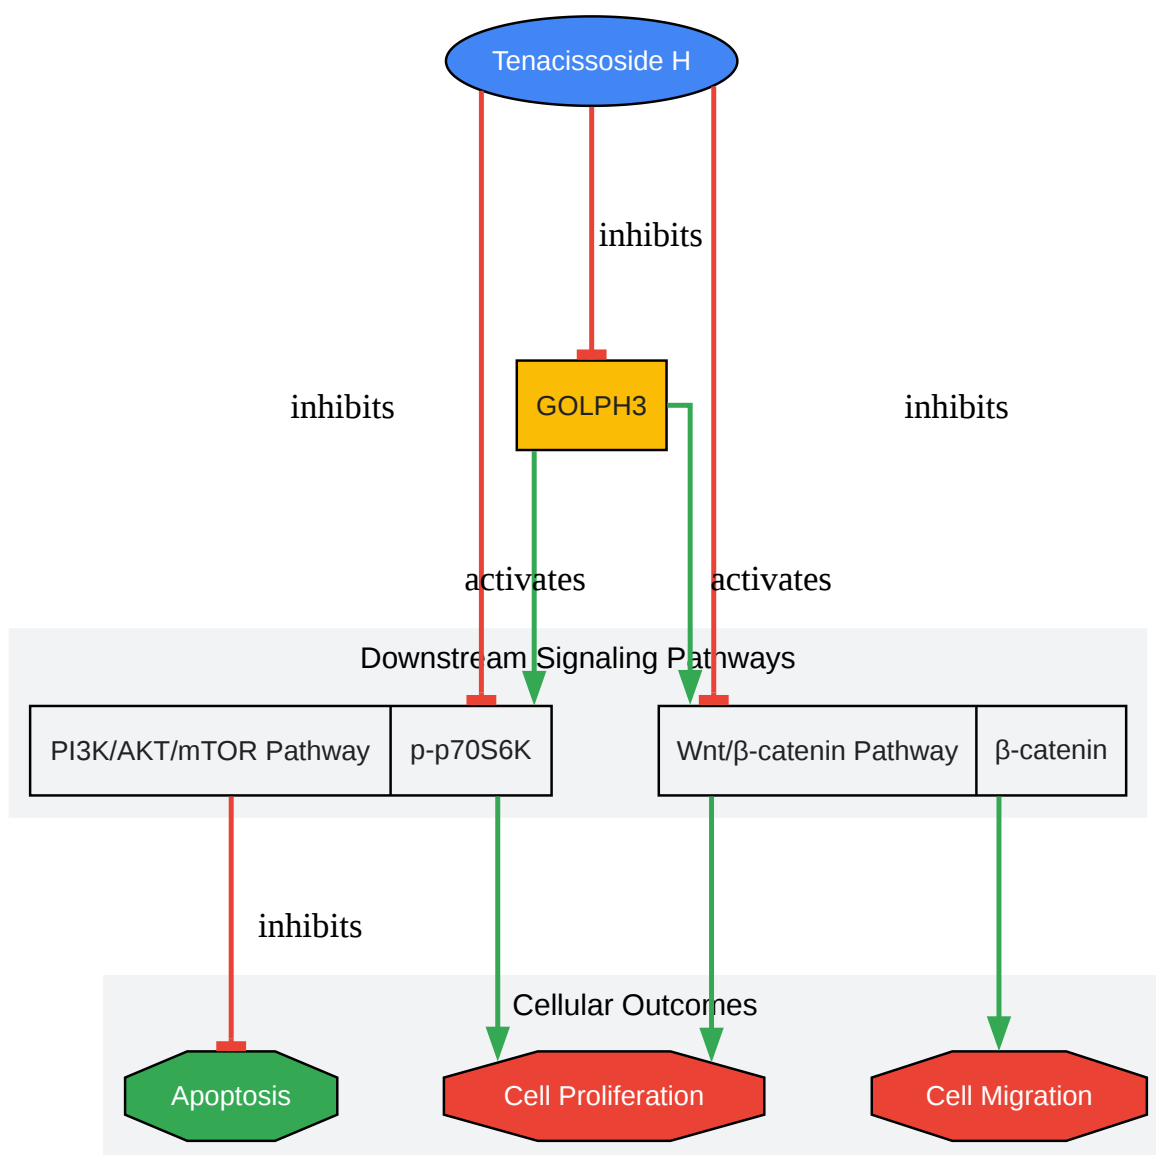 Tenacissoside H
inhibits
GOLPH3
inhibits
inhibits
activates
activates
Downstream Signaling Pathways
PI3K/AKT/mTOR Pathway
p-p70S6K
Wnt/β-catenin Pathway
β-catenin
inhibits
Cellular Outcomes
Apoptosis
Cell Proliferation
Cell Migration